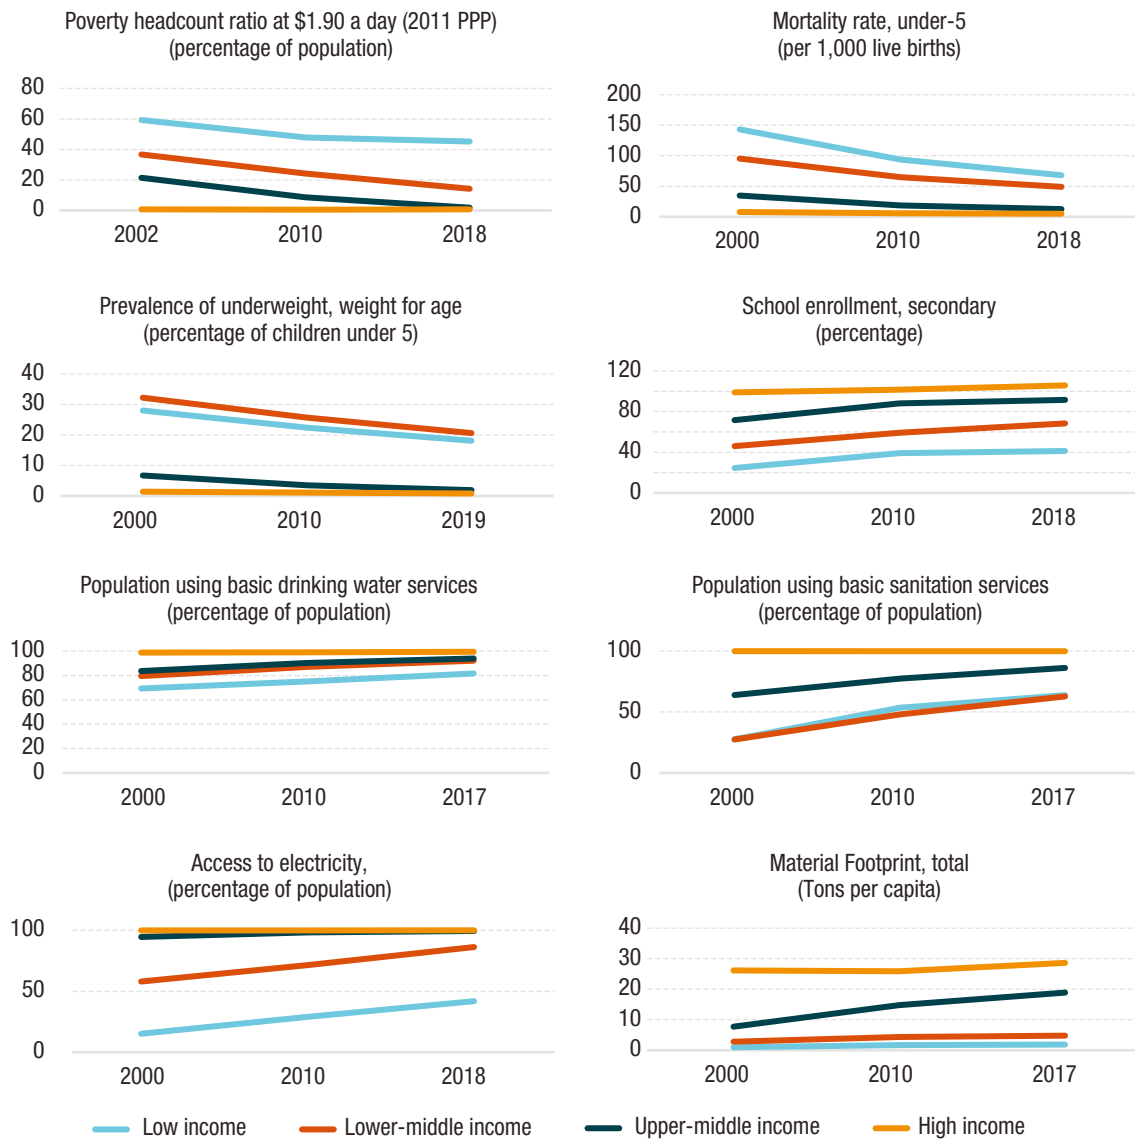 Poverty headcount ratio at $1.90 a day (2011 PPP)
(percentage of population)
80
60
40
20
0
2002 2010 2018
Mortality rate, under-5
(per 1,000 live births)
200
150
100
50
0
2000 2010 2018
Prevalence of underweight, weight for age
(percentage of children under 5)
40
30
20
10
0
2000 2010 2019
School enrollment, secondary
(percentage)
120
80
40
0
2000 2010 2018
Population using basic drinking water services
(percentage of population)
100
80
60
40
20
0
2000 2010 2017
Population using basic sanitation services
(percentage of population)
100
50
0
2000 2010 2017
Access to electricity,
(percentage of population)
100
50
0
2000 2010 2018
Material Footprint, total
(Tons per capita)
40
30
20
10
0
2000 2010 2017
Low income Lower-middle income Upper-middle income High income